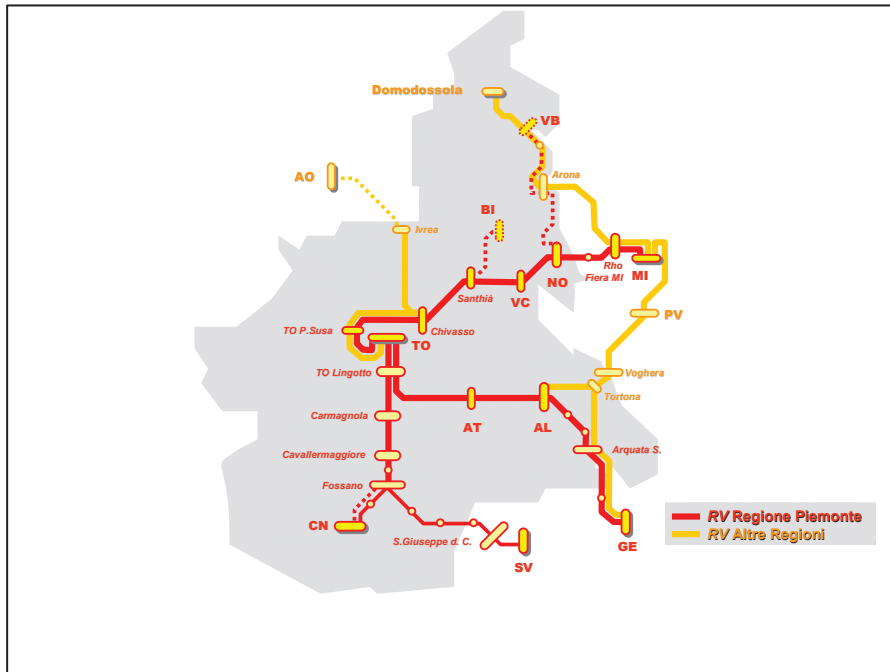 Domodossola
VB
AO
Arona
BI
Ivrea
Rho
Fiera MI
MI
NO
Santhià
VC
PV
TO P.Susa
Chivasso
TO
TO Lingotto
Voghera
Tortona
Carmagnola
AT
AL
Cavallermaggiore
Arquata S.
Fossano
CN
S.Giuseppe d. C.
SV
GE
RV Regione Piemonte
RV Altre Regioni